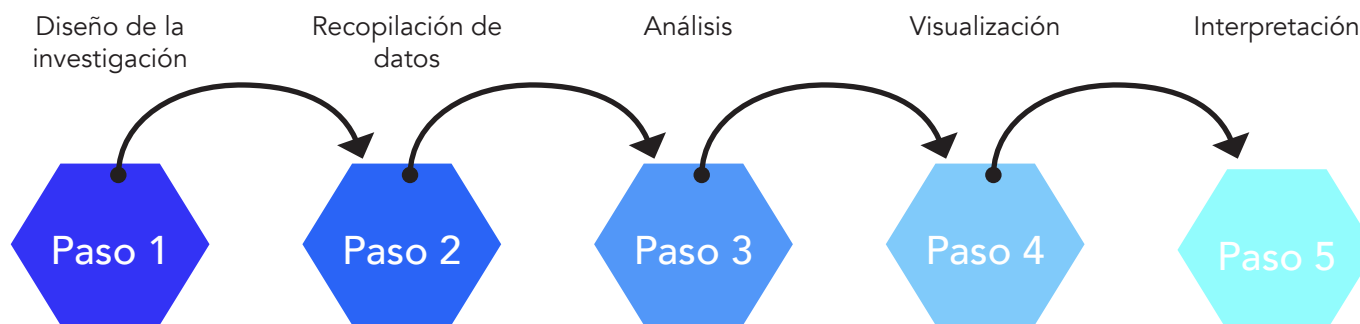 Diseño de la
investigación
Recopilación de
datos
Análisis
Visualización
Interpretación
Paso 1
Paso 2
Paso 3
Paso 4
Paso 5